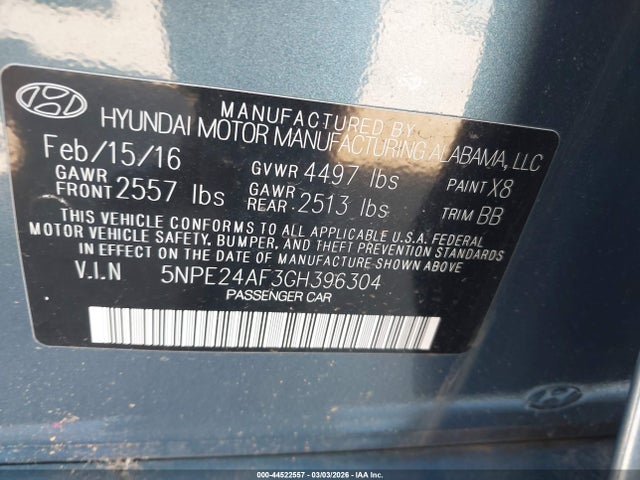 MANUFACTURED BY
HYUNDAI MOTOR MANUFACTURING ALABAMA, LLC
Feb/15/16 GVWR 4497 lbs PAINT X8
GAWR FRONT 2557 lbs GAWR REAR 2513 lbs TRIM BB
THIS VEHICLE CONFORMS TO ALL APPLICABLE U.S.A. FEDERAL
MOTOR VEHICLE SAFETY, BUMPER, AND THEFT PREVENTION STANDARDS
IN EFFECT ON THE DATE OF MANUFACTURE SHOWN ABOVE.
V.I.N 5NPE24AF3GH396304
PASSENGER CAR
000-44522557 - 03/03/2026 - IAA Inc.